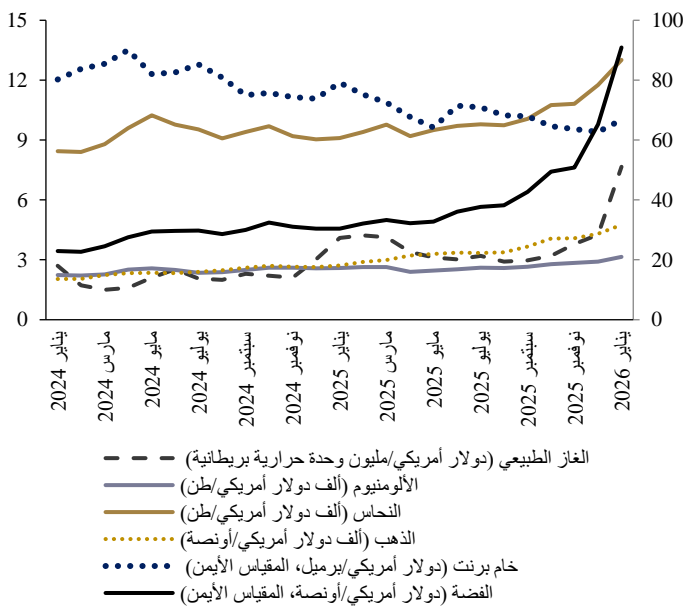 15
12
9
6
3
0
100
80
60
40
20
0
يناير 2024
مارس 2024
مايو 2024
يوليو 2024
سبتمبر 2024
نوفمبر 2024
يناير 2025
مارس 2025
مايو 2025
يوليو 2025
سبتمبر 2025
نوفمبر 2025
يناير 2026
الغاز الطبيعي (دولار أمريكي/مليون وحدة حرارية بريطانية)
الألومنيوم (ألف دولار أمريكي/طن)
النحاس (ألف دولار أمريكي/طن)
الذهب (ألف دولار أمريكي/أونصة)
خام برنت (دولار أمريكي/برميل، المقياس الأيمن)
الفضة (دولار أمريكي/أونصة، المقياس الأيمن)